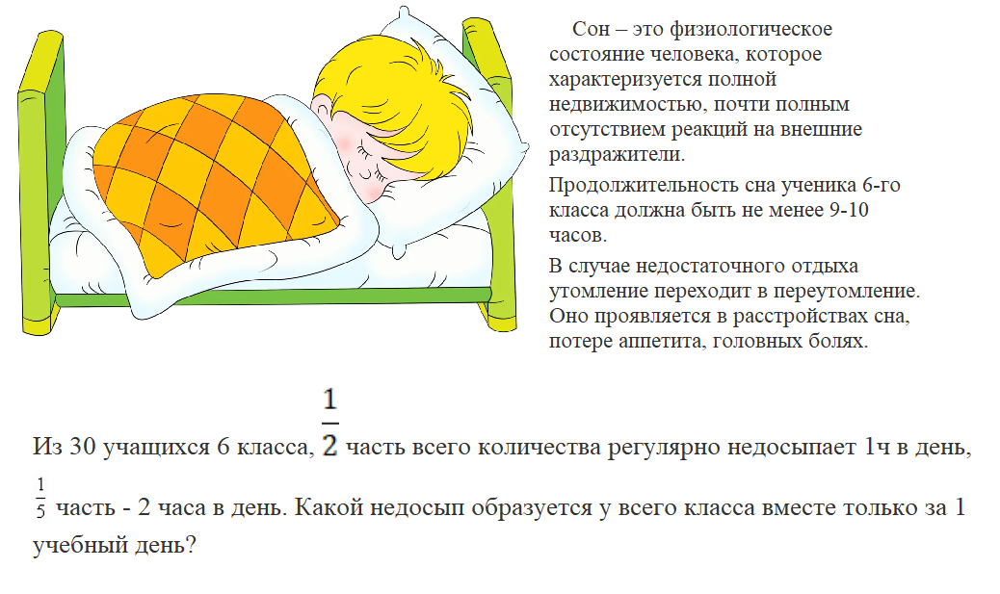 Сон – это физиологическое
состояние человека, которое
характеризуется полной
недвижимостью, почти полным
отсутствием реакций на внешние
раздражители.
Продолжительность сна ученика 6-го
класса должна быть не менее 9-10
часов.
В случае недостаточного отдыха
утомление переходит в переутомление.
Оно проявляется в расстройствах сна,
потере аппетита, головных болях.
Из 30 учащихся 6 класса, 1/2 часть всего количества регулярно недосыпает 1ч в день,
1/5 часть - 2 часа в день. Какой недосып образуется у всего класса вместе только за 1
учебный день?